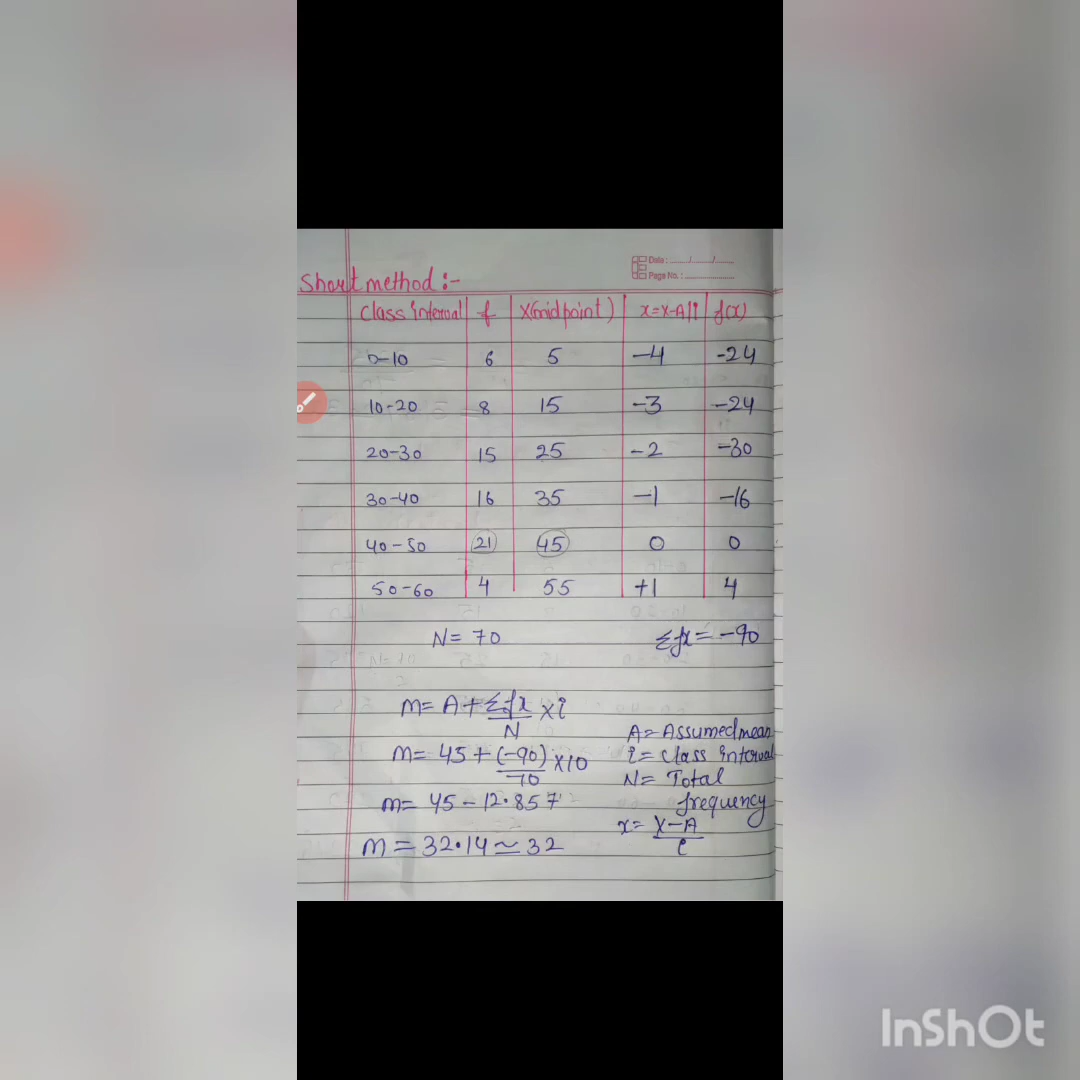 Date : ..... / ..... / .....
Page No. : ....................
Short method :-
Class interval f X(midpoint) x=X-A/i f(x)
0-10 6 5 -4 -24
10-20 8 15 -3 -24
20-30 15 25 -2 -30
30-40 16 35 -1 -16
40-50 21 45 0 0
50-60 4 55 +1 4
N= 70 Σfx = -90
M= A+ Σfx/N ×i
M= 45 + (-90)/70 ×10
M= 45 - 12.857
M = 32.14 ≃ 32
A= Assumed mean
i= class interval
N= Total
frequency
x= X-A/i
InShOt